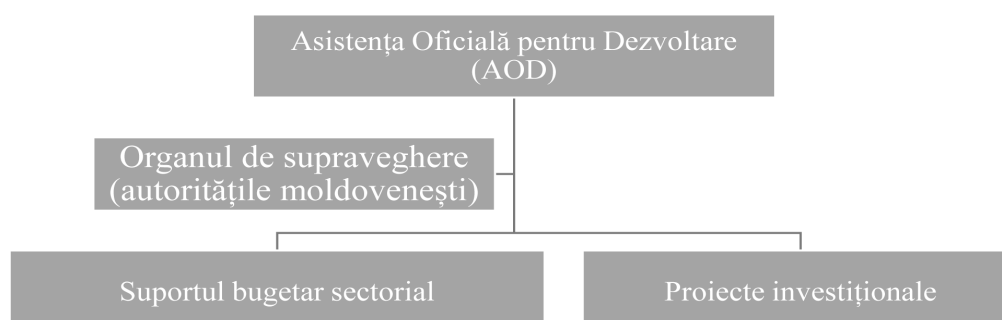 Asistența Oficială pentru Dezvoltare
(AOD)
Organul de supraveghere
(autoritățile moldovenești)
Suportul bugetar sectorial
Proiecte investiționale